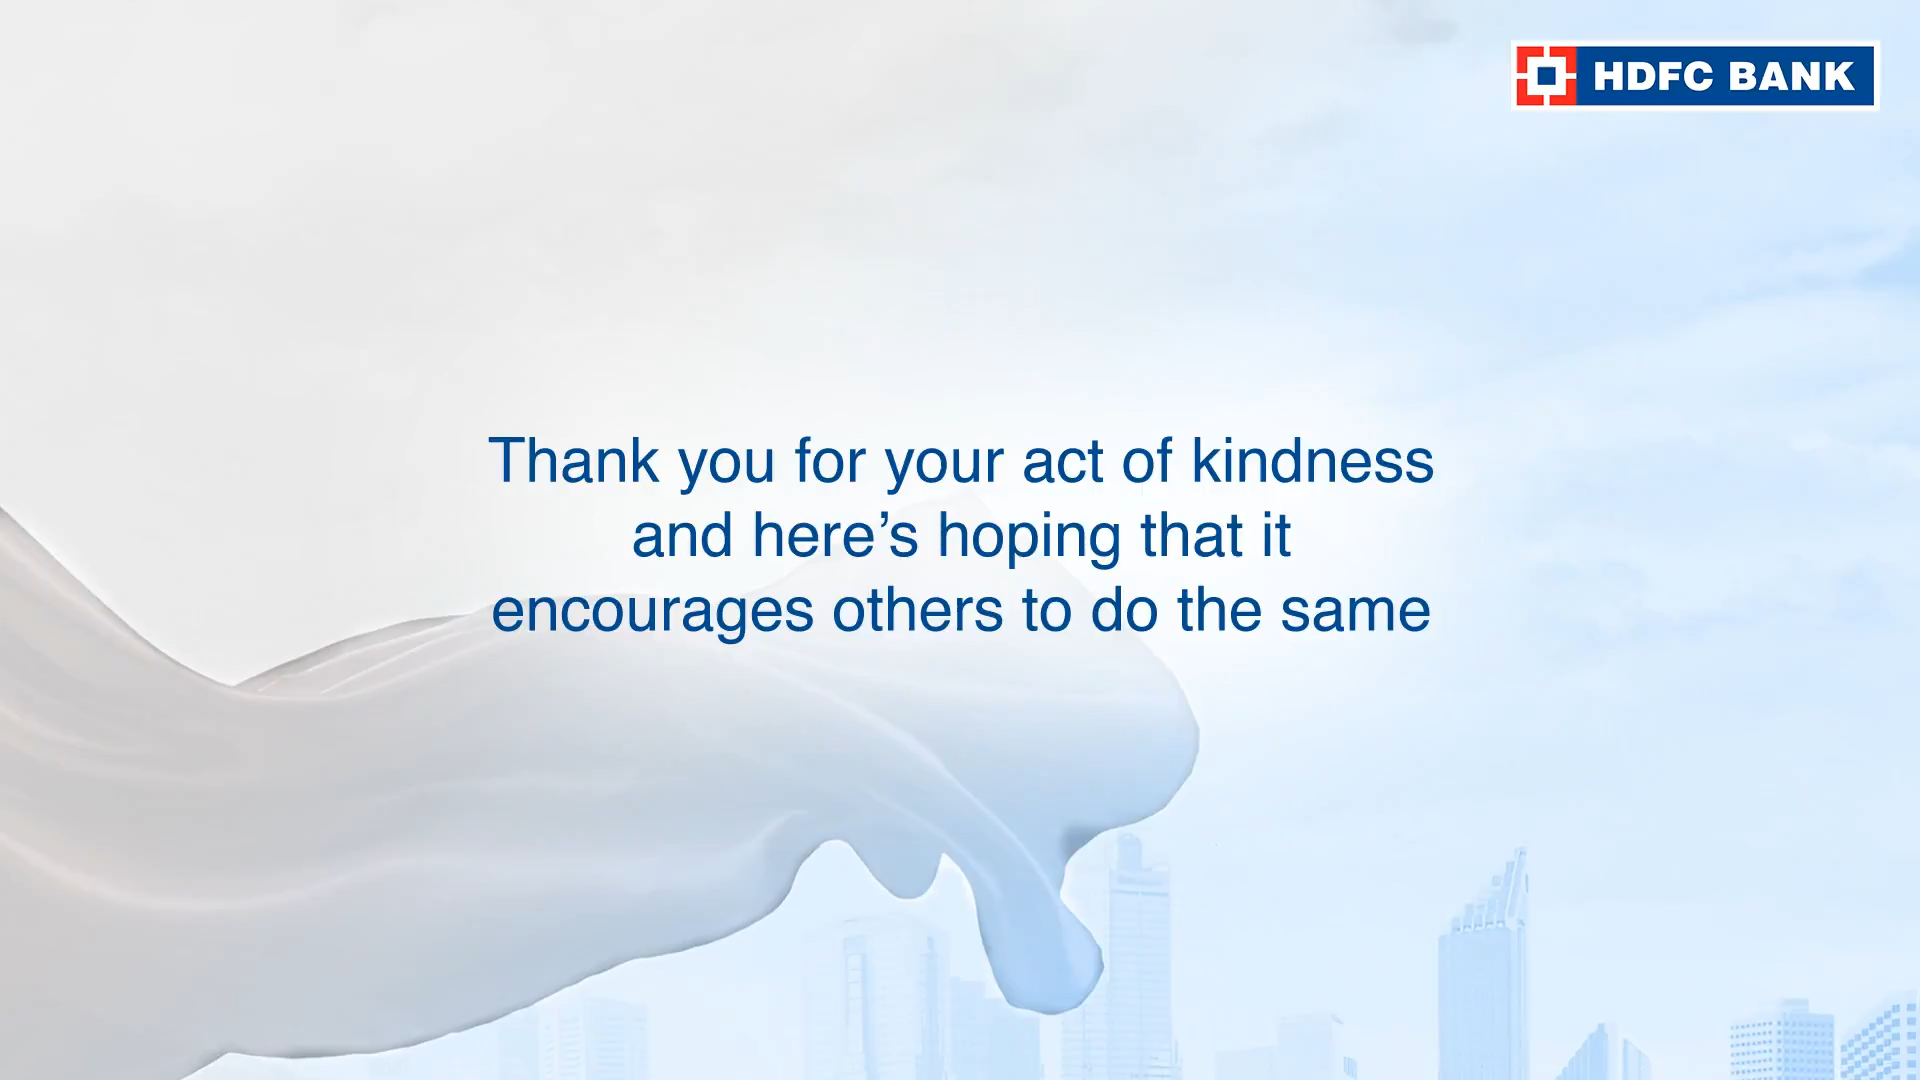 HDFC BANK
Thank you for your act of kindness
and here’s hoping that it
encourages others to do the same